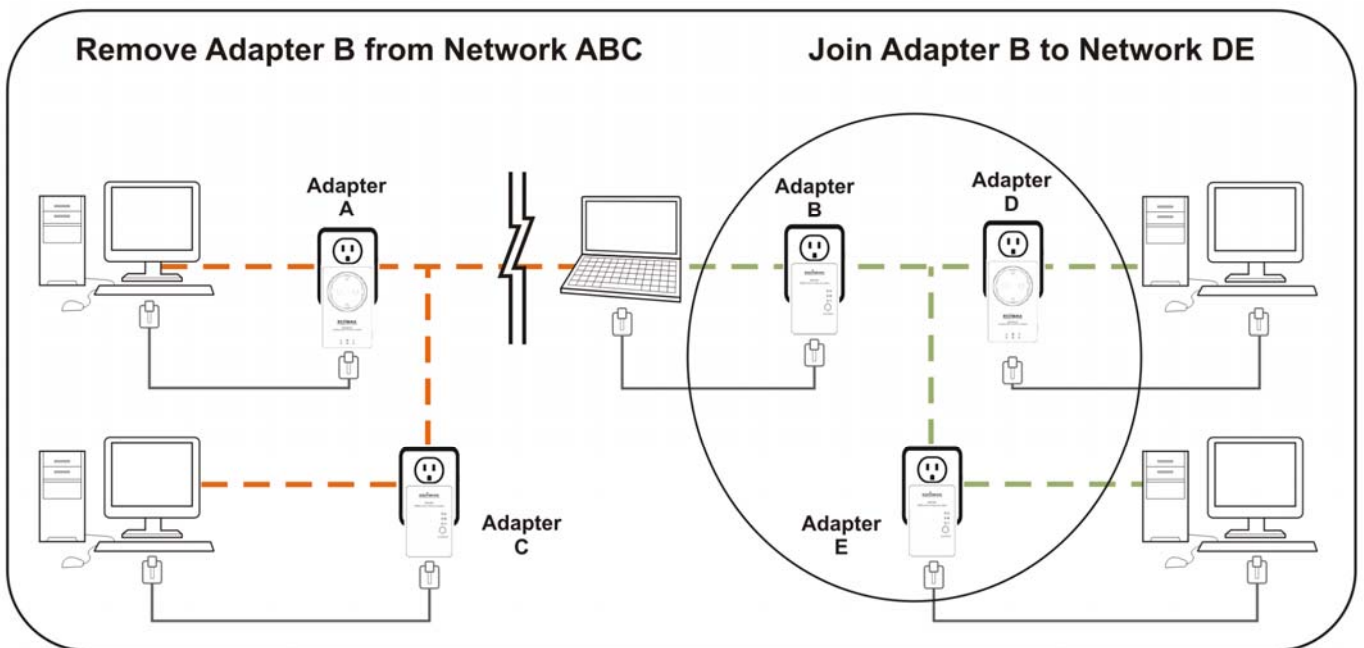 Remove Adapter B from Network ABC
Join Adapter B to Network DE
Adapter
A
Adapter
B
Adapter
D
Adapter
C
Adapter
E